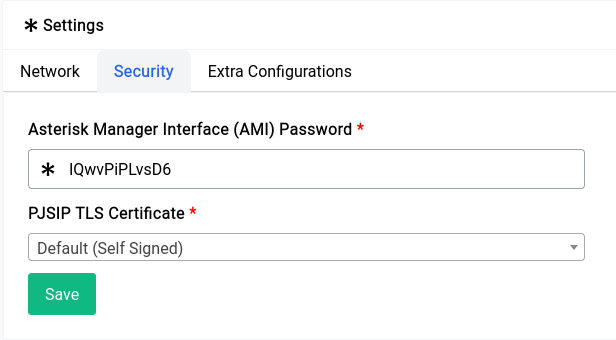 Settings
Network Security Extra Configurations
Asterisk Manager Interface (AMI) Password *
IQwvPiPLvsD6
PJSIP TLS Certificate *
Default (Self Signed)
Save